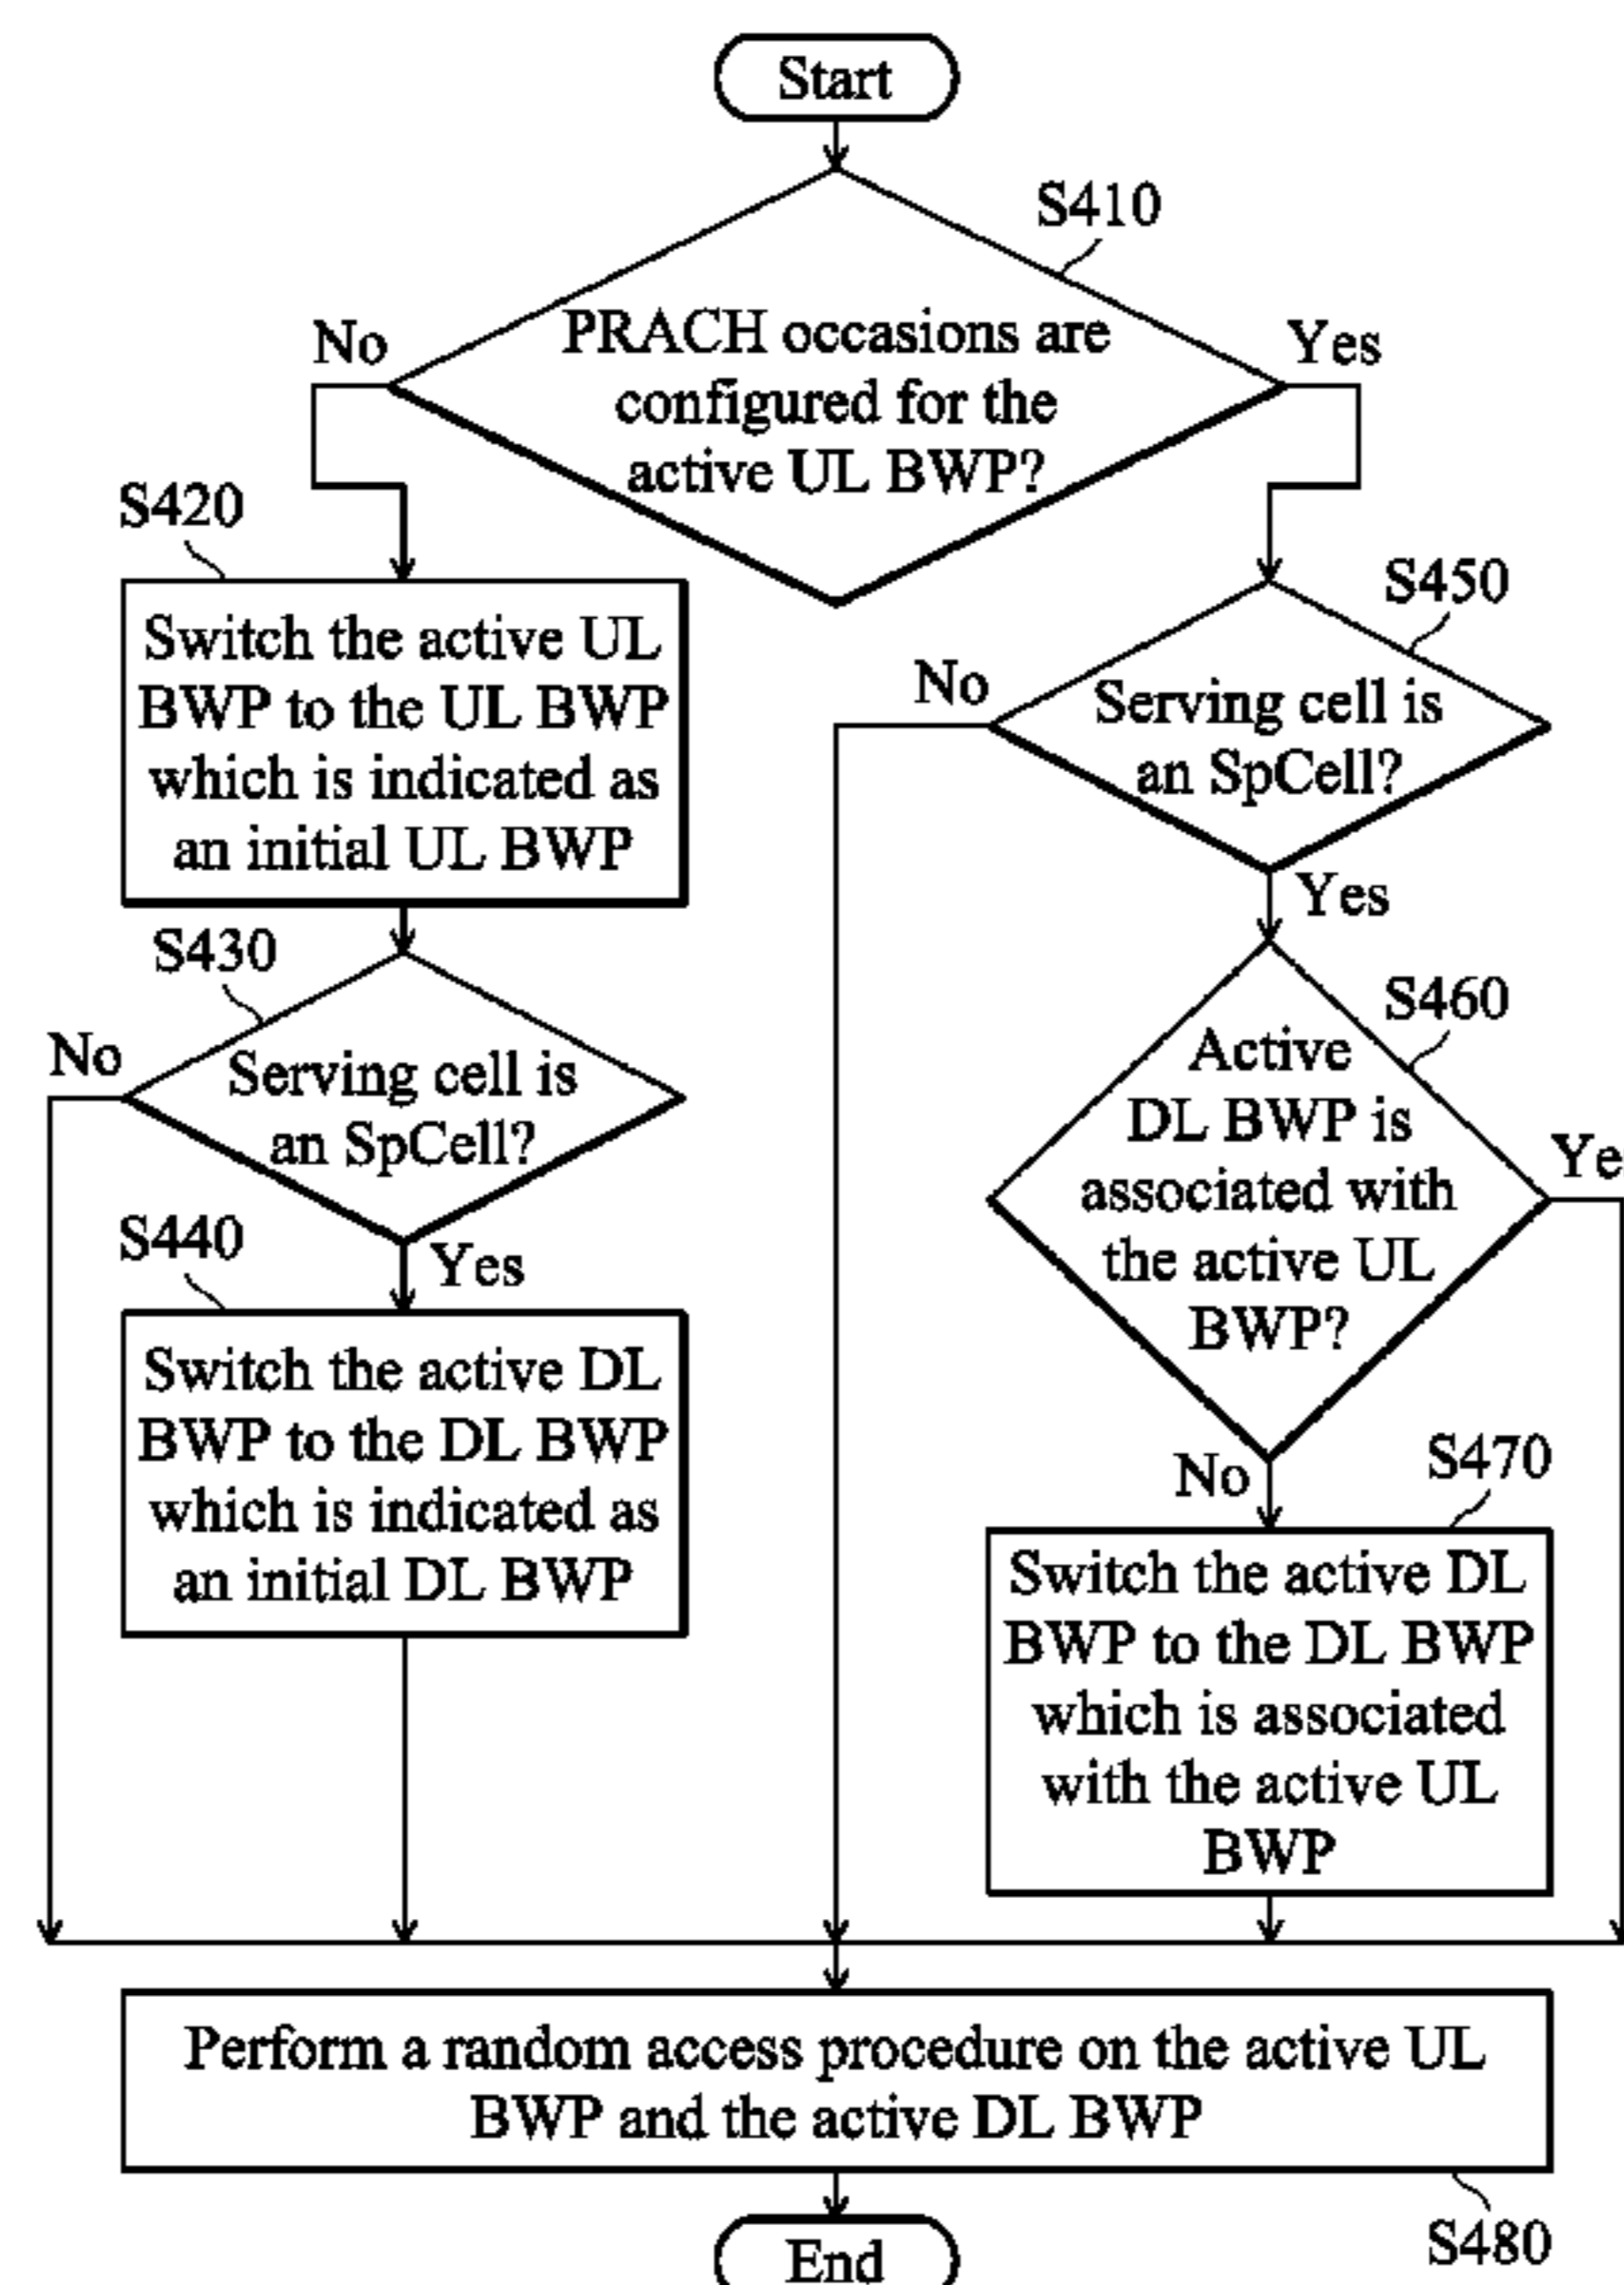 Start
S410
PRACH occasions are
configured for the
active UL BWP?
No
Yes
S420
Switch the active UL
BWP to the UL BWP
which is indicated as
an initial UL BWP
S430
Serving cell is
an SpCell?
No
Yes
S440
Switch the active DL
BWP to the DL BWP
which is indicated as
an initial DL BWP
S450
Serving cell is
an SpCell?
No
Yes
S460
Active
DL BWP is
associated with
the active UL
BWP?
Ye
No
S470
Switch the active DL
BWP to the DL BWP
which is associated
with the active UL
BWP
Perform a random access procedure on the active UL
BWP and the active DL BWP
S480
End